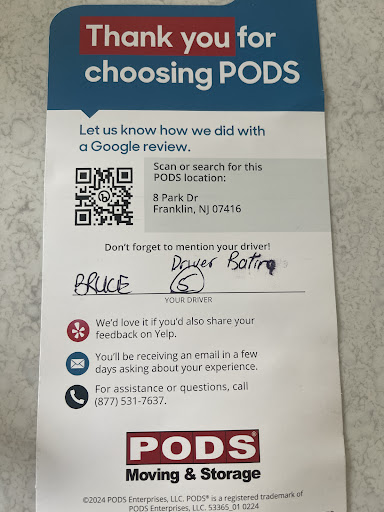 Thank you for
choosing PODS
Let us know how we did with
a Google review.
Scan or search for this
PODS location:
8 Park Dr
Franklin, NJ 07416
Don't forget to mention your driver!
Driver Rating
BRUCE 5
YOUR DRIVER
We'd love it if you'd also share your
feedback on Yelp.
You'll be receiving an email in a few
days asking about your experience.
For assistance or questions, call
(877) 531-7637.
PODS®
Moving & Storage
©2024 PODS Enterprises, LLC. PODS® is a registered trademark of
PODS Enterprises, LLC. 53365_01 0224